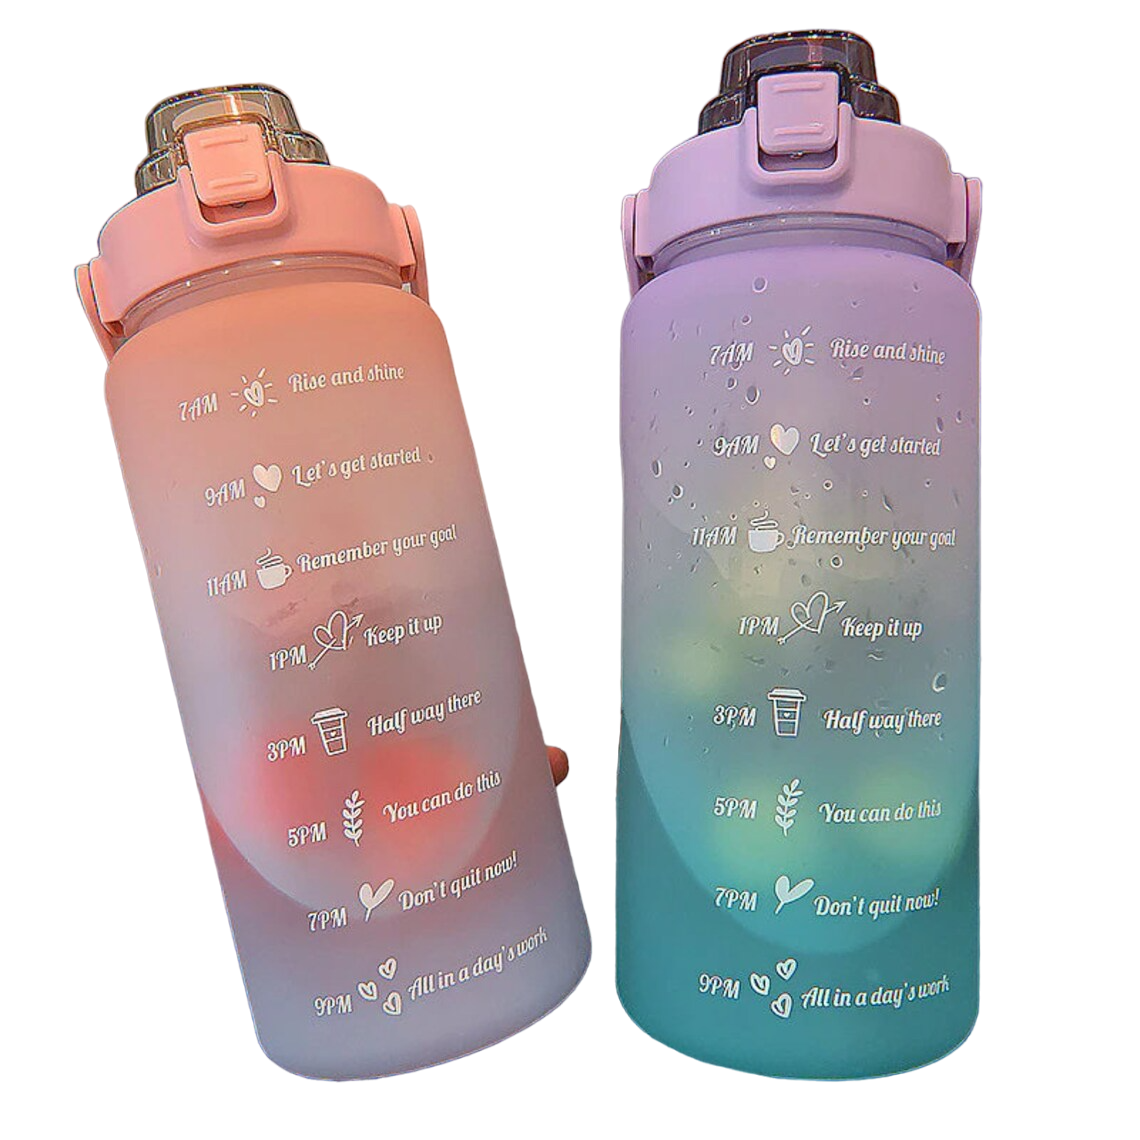 7AM Rise and shine
9AM Let's get started
11AM Remember your goal
1PM Keep it up
3PM Half way there
5PM You can do this
7PM Don't quit now!
9PM All in a day's work
7AM Rise and shine
9AM Let's get started
11AM Remember your goal
1PM Keep it up
3PM Half way there
5PM You can do this
7PM Don't quit now!
9PM All in a day's work